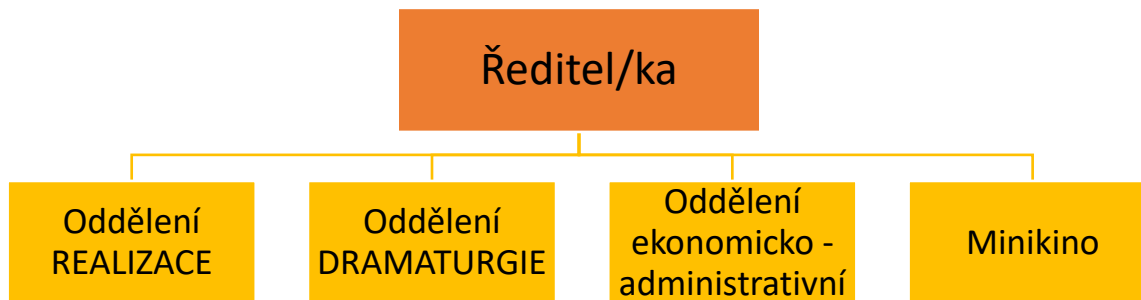 Ředitel/ka
Oddělení
REALIZACE
Oddělení
DRAMATURGIE
Oddělení
ekonomicko -
administrativní
Minikino